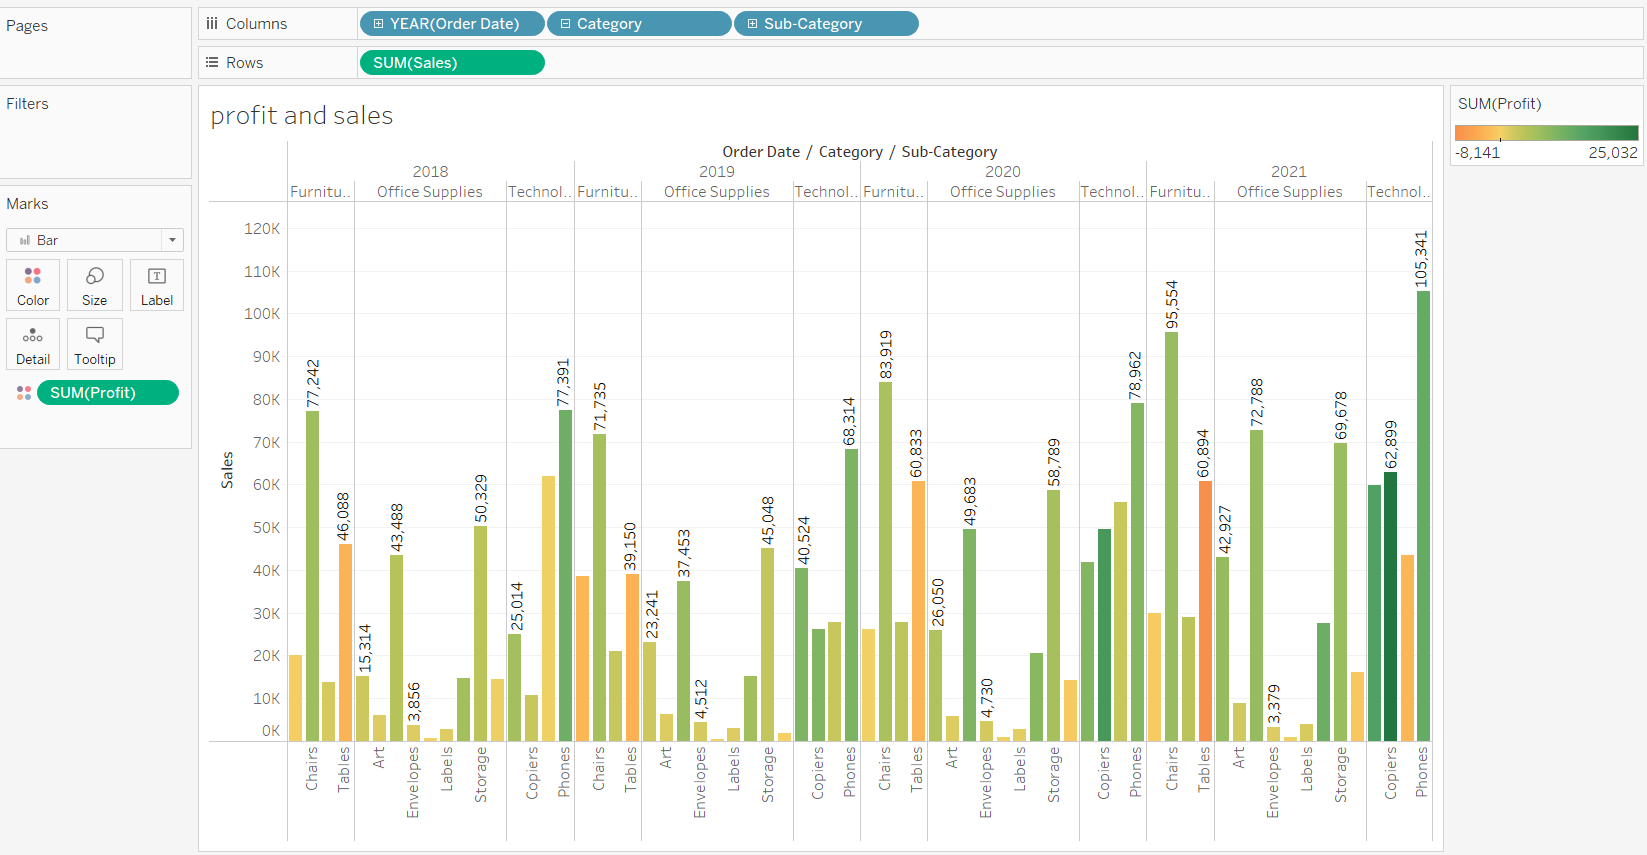 Pages
Columns
YEAR(Order Date)
Category
Sub-Category
Rows
SUM(Sales)
Filters
Marks
Bar
Color
Size
T
Label
Detail
Tooltip
SUM(Profit)
profit and sales
Order Date / Category / Sub-Category
2018
2019
2020
2021
Furnitu..
Office Supplies
Technol..
Furnitu..
Office Supplies
Technol..
Furnitu..
Office Supplies
Technol..
Furnitu..
Office Supplies
Technol..
Sales
120K
110K
100K
90K
80K
70K
60K
50K
40K
30K
20K
10K
0K
77,242
46,088
15,314
43,488
3,856
50,329
25,014
77,391
71,735
39,150
23,241
37,453
4,512
45,048
40,524
68,314
83,919
60,833
26,050
49,683
4,730
58,789
78,962
95,554
60,894
42,927
72,788
3,379
69,678
62,899
105,341
Chairs
Tables
Art
Envelopes
Labels
Storage
Copiers
Phones
Chairs
Tables
Art
Envelopes
Labels
Storage
Copiers
Phones
Chairs
Tables
Art
Envelopes
Labels
Storage
Copiers
Phones
Chairs
Tables
Art
Envelopes
Labels
Storage
Copiers
Phones
SUM(Profit)
-8,141
25,032